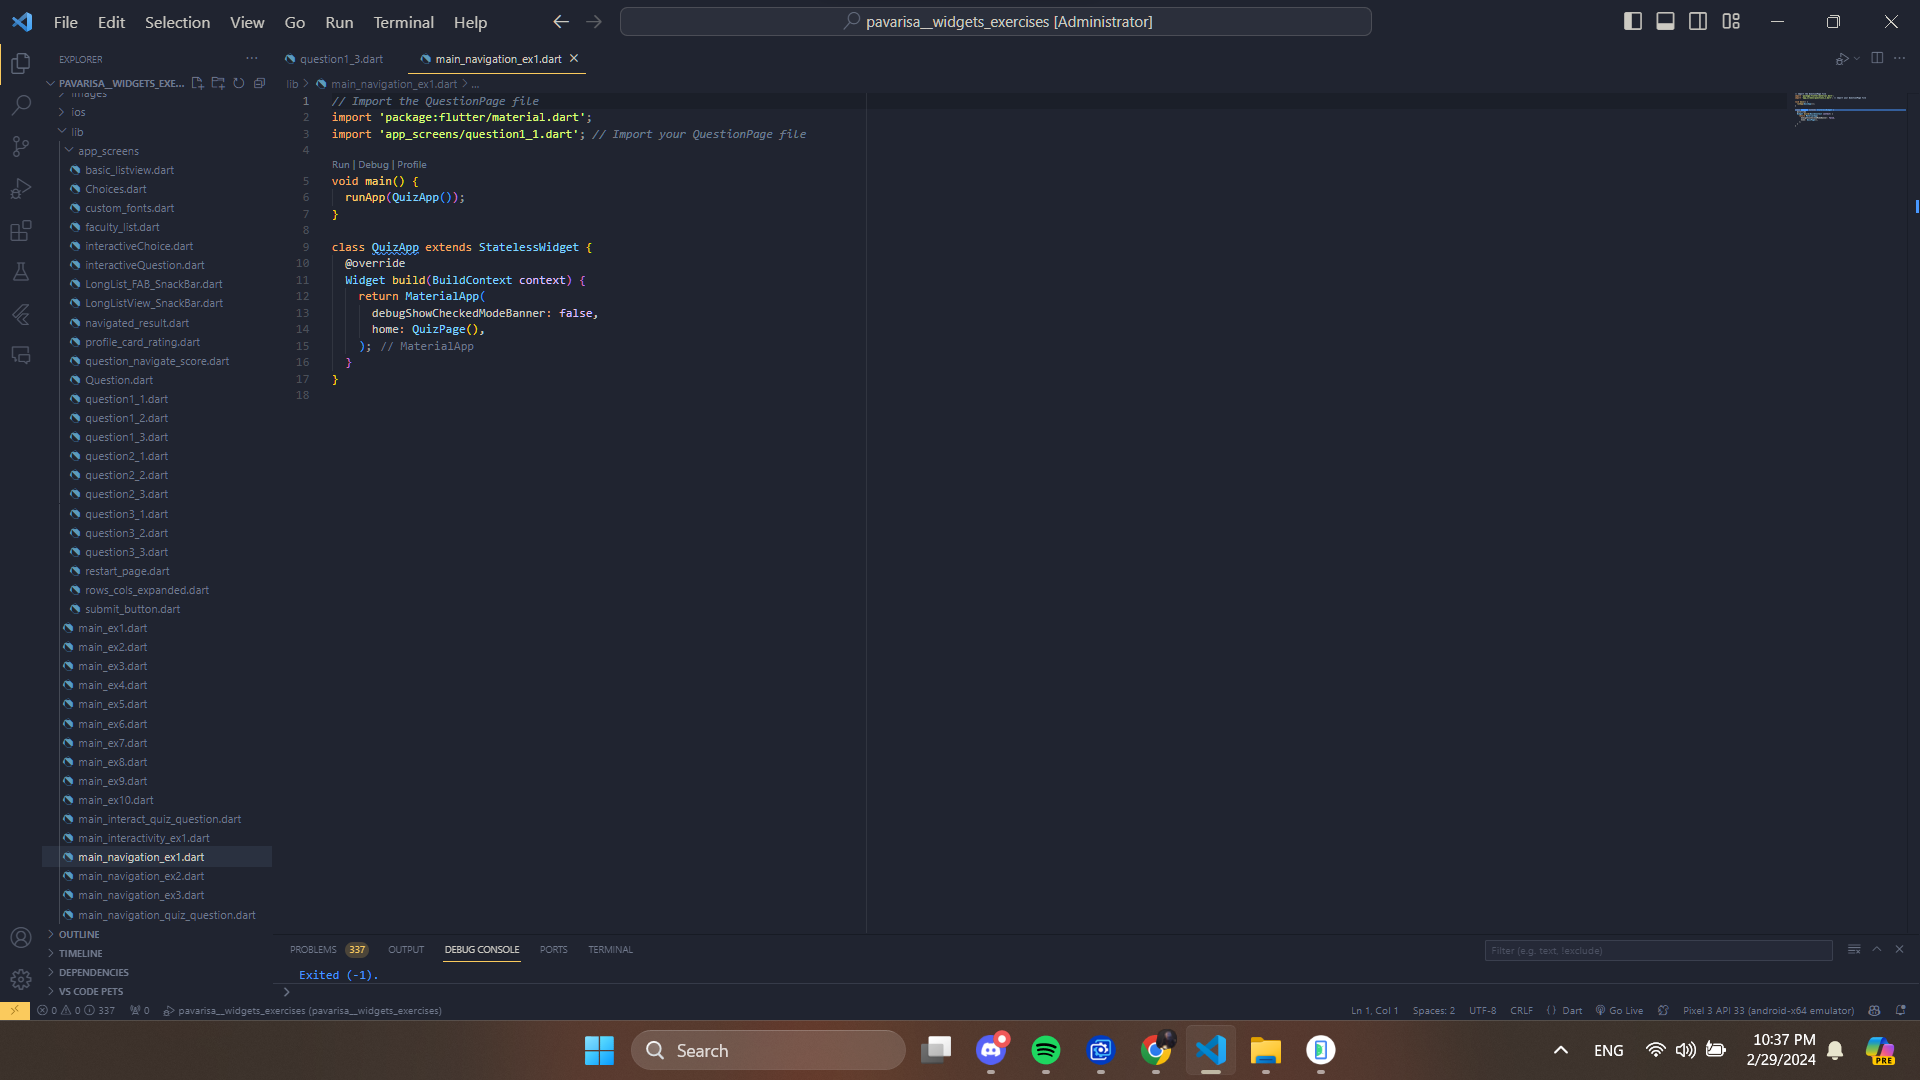 File Edit Selection View Go Run Terminal Help
pavarisa__widgets_exercises [Administrator]
EXPLORER
PAVARISA__WIDGETS_EXE...
images
ios
lib
app_screens
basic_listview.dart
Choices.dart
custom_fonts.dart
faculty_list.dart
interactiveChoice.dart
interactiveQuestion.dart
LongList_FAB_SnackBar.dart
LongListView_SnackBar.dart
navigated_result.dart
profile_card_rating.dart
question_navigate_score.dart
Question.dart
question1_1.dart
question1_2.dart
question1_3.dart
question2_1.dart
question2_2.dart
question2_3.dart
question3_1.dart
question3_2.dart
question3_3.dart
restart_page.dart
rows_cols_expanded.dart
submit_button.dart
main_ex1.dart
main_ex2.dart
main_ex3.dart
main_ex4.dart
main_ex5.dart
main_ex6.dart
main_ex7.dart
main_ex8.dart
main_ex9.dart
main_ex10.dart
main_interact_quiz_question.dart
main_interactivity_ex1.dart
main_navigation_ex1.dart
main_navigation_ex2.dart
main_navigation_ex3.dart
main_navigation_quiz_question.dart
OUTLINE
TIMELINE
DEPENDENCIES
VS CODE PETS
question1_3.dart main_navigation_ex1.dart
lib > main_navigation_ex1.dart > ...
1 // Import the QuestionPage file
2 import 'package:flutter/material.dart';
3 import 'app_screens/question1_1.dart'; // Import your QuestionPage file
4
Run | Debug | Profile
5 void main() {
6 runApp(QuizApp());
7 }
8
9 class QuizApp extends StatelessWidget {
10 @override
11 Widget build(BuildContext context) {
12 return MaterialApp(
13 debugShowCheckedModeBanner: false,
14 home: QuizPage(),
15 ); // MaterialApp
16 }
17 }
18
PROBLEMS 337 OUTPUT DEBUG CONSOLE PORTS TERMINAL
Filter (e.g. text, !exclude)
Exited (-1).
0 0 337 0 pavarisa__widgets_exercises (pavarisa__widgets_exercises)
Ln 1, Col 1 Spaces: 2 UTF-8 CRLF {} Dart Go Live Pixel 3 API 33 (android-x64 emulator)
Search
ENG
10:37 PM
2/29/2024
PRE